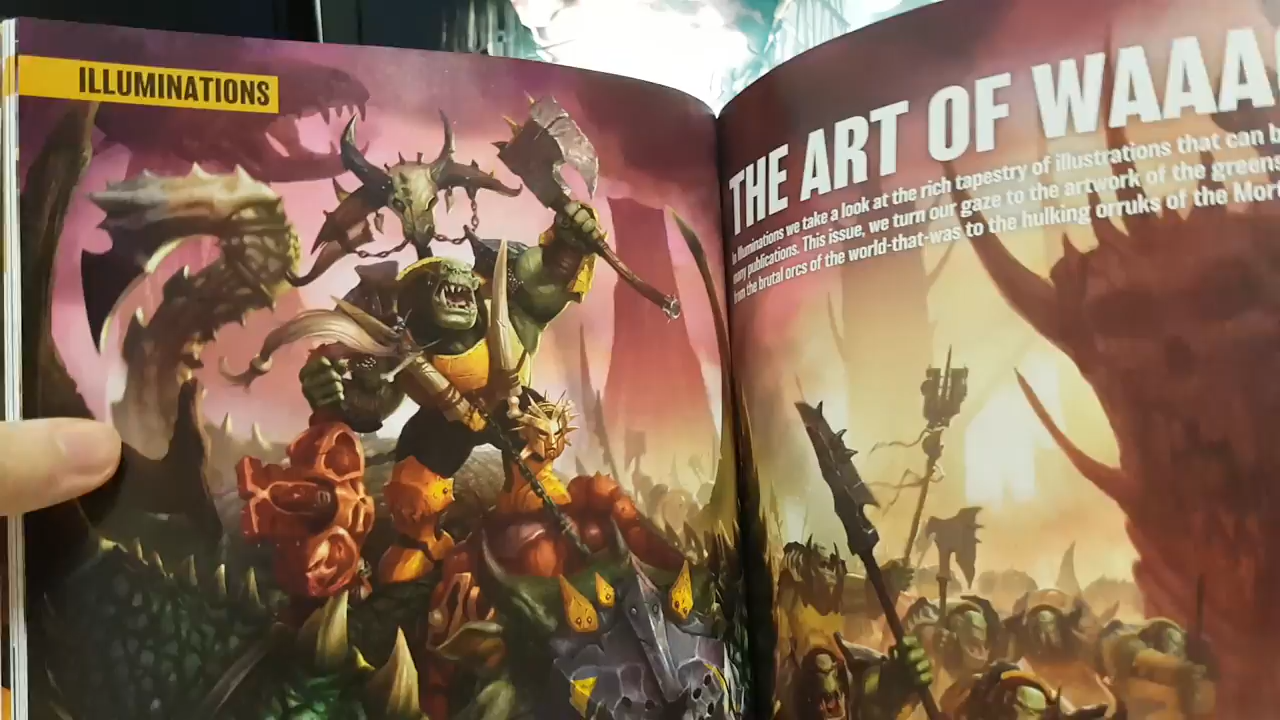 ILLUMINATIONS
THE ART OF WAAA
In Illuminations we take a look at the rich tapestry of illustrations that can b
many publications. This issue, we turn our gaze to the artwork of the greens
from the brutal orcs of the world-that-was to the hulking orruks of the Mor